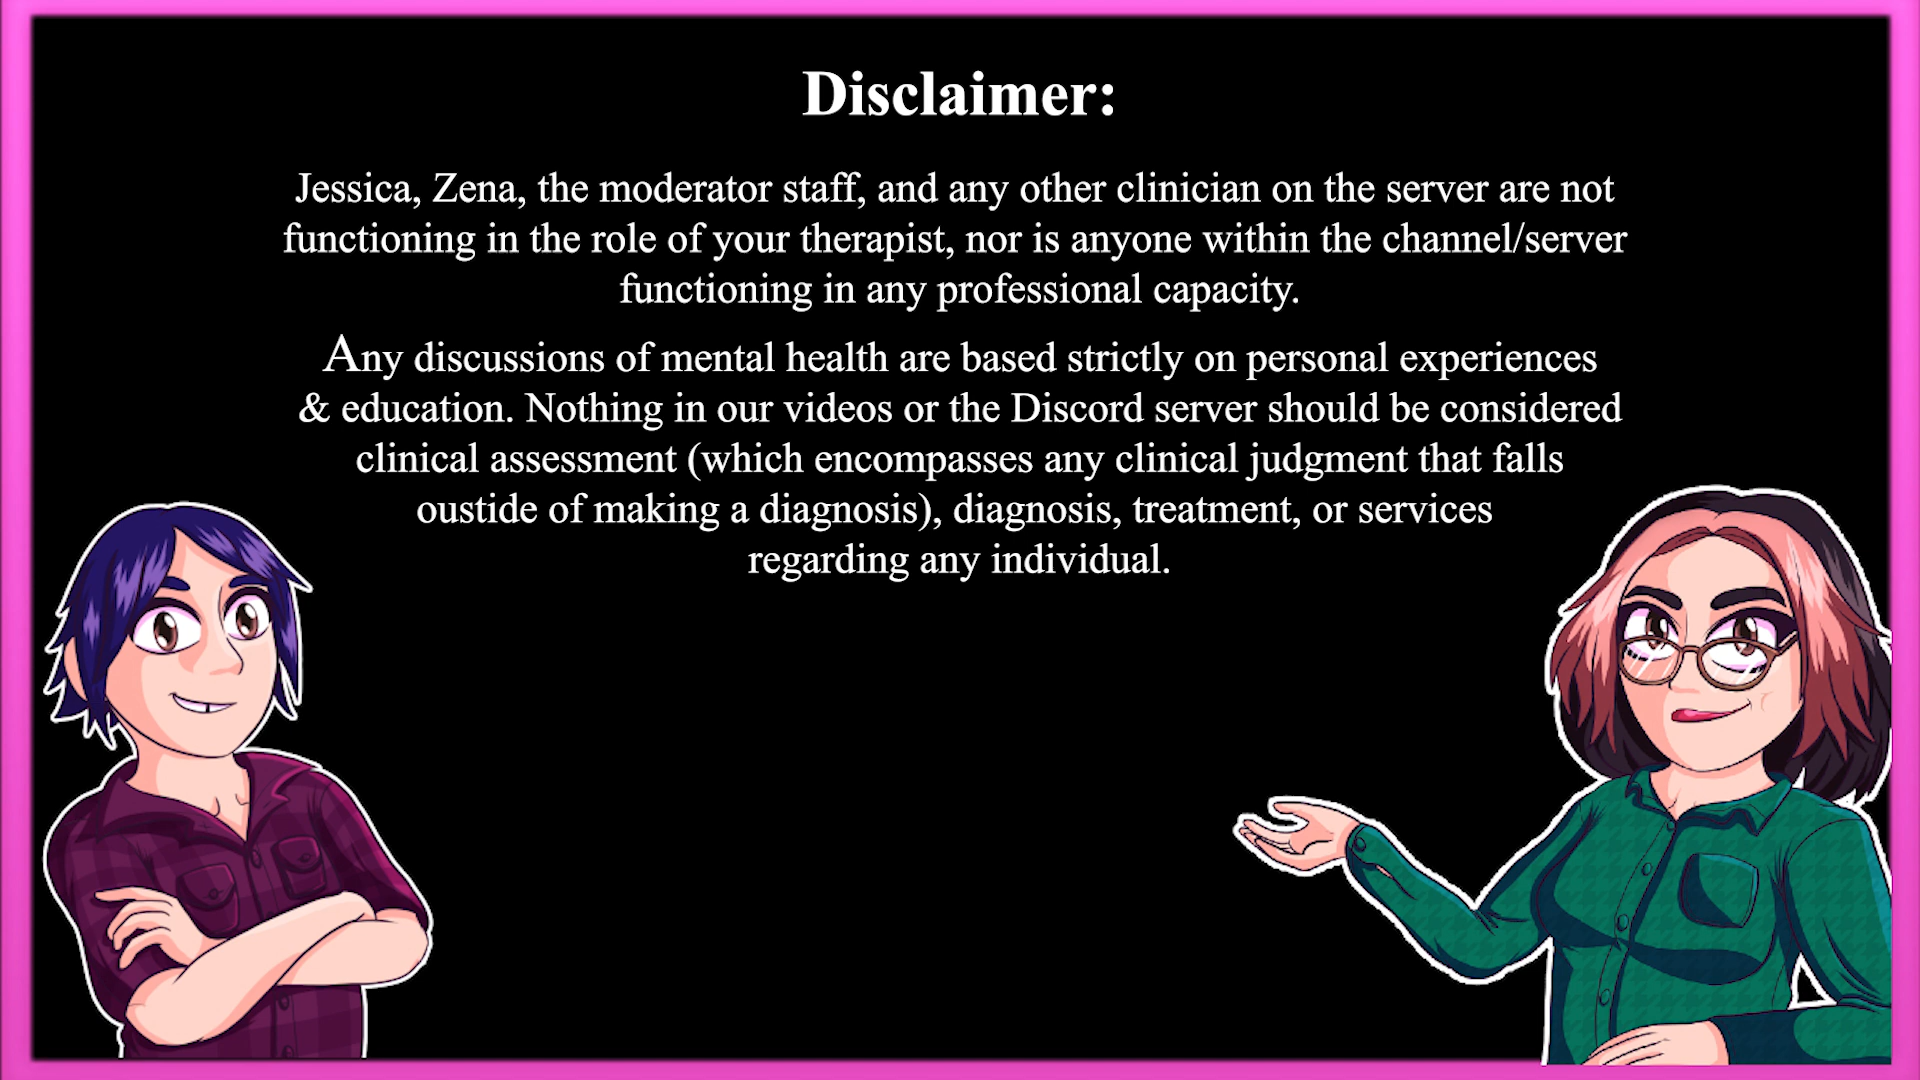 Disclaimer:
Jessica, Zena, the moderator staff, and any other clinician on the server are not
functioning in the role of your therapist, nor is anyone within the channel/server
functioning in any professional capacity.
Any discussions of mental health are based strictly on personal experiences
& education. Nothing in our videos or the Discord server should be considered
clinical assessment (which encompasses any clinical judgment that falls
oustide of making a diagnosis), diagnosis, treatment, or services
regarding any individual.